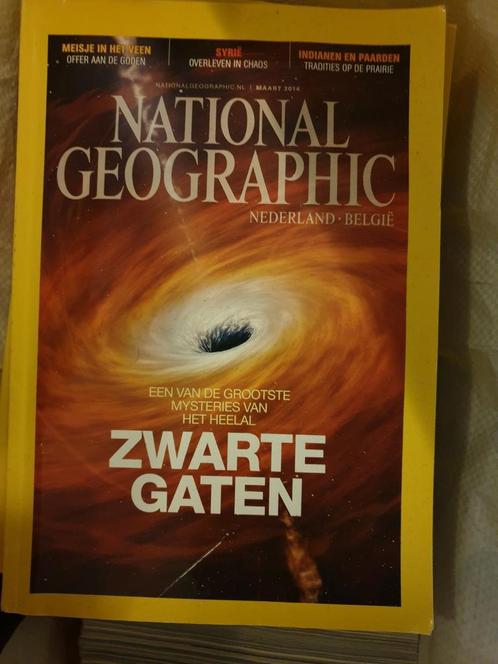 MEISJE IN HET VEEN
OFFER AAN DE GODEN
SYRIË
OVERLEVEN IN CHAOS
INDIANEN EN PAARDEN
TRADITIES OP DE PRAIRIE
NATIONALGEOGRAPHIC.NL | MAART 2014
NATIONAL
GEOGRAPHIC
NEDERLAND · BELGIË
EEN VAN DE GROOTSTE
MYSTERIES VAN
HET HEELAL
ZWARTE
GATEN